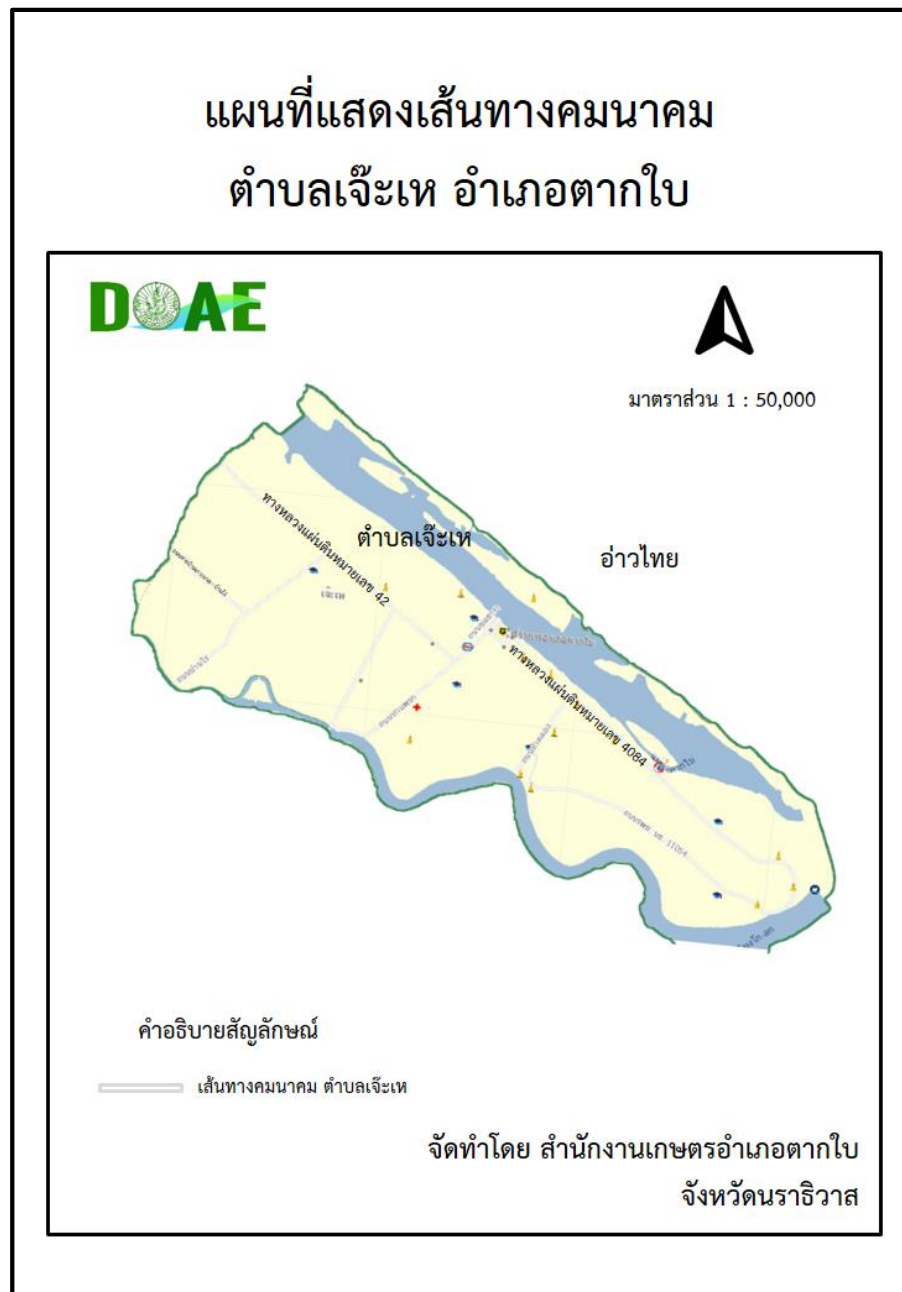 แผนที่แสดงเส้นทางคมนาคม
ตำบลเจ๊ะเห อำเภอตากใบ
DOAE
มาตราส่วน 1 : 50,000
ทางหลวงแผ่นดินหมายเลข 42
ตำบลเจ๊ะเห
อ่าวไทย
เจ๊ะเห
ทางหลวงแผ่นดินหมายเลข 4084
คำอธิบายสัญลักษณ์
เส้นทางคมนาคม ตำบลเจ๊ะเห
จัดทำโดย สำนักงานเกษตรอำเภอตากใบ
จังหวัดนราธิวาส